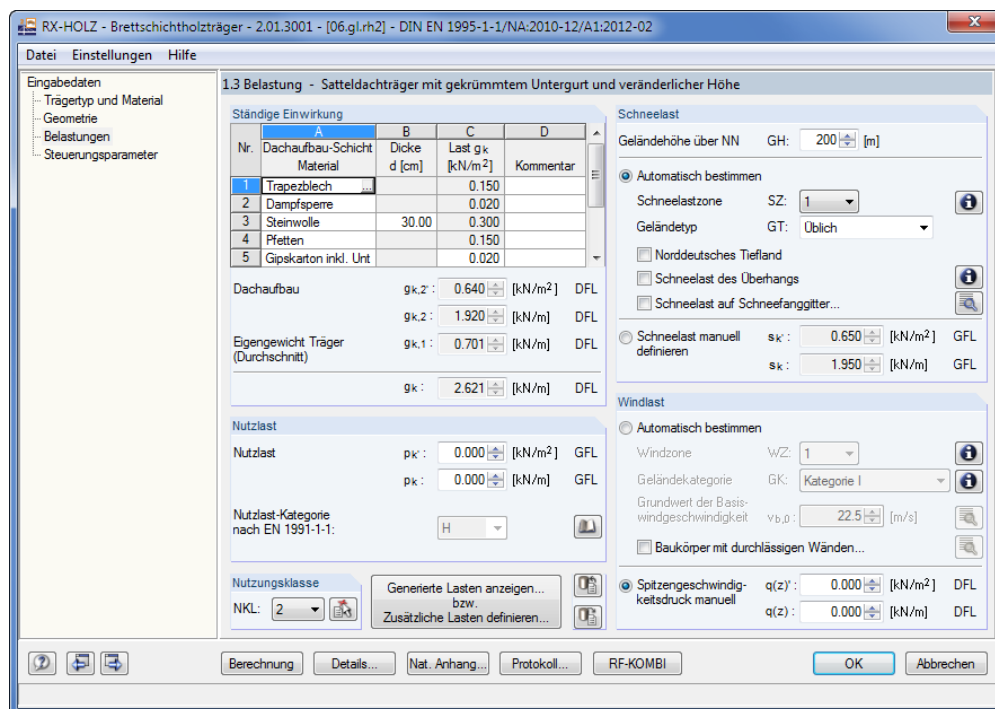 RX-HOLZ - Brettschichtholzträger - 2.01.3001 - [06.gl.rh2] - DIN EN 1995-1-1/NA:2010-12/A1:2012-02
Datei Einstellungen Hilfe
Eingabedaten
Trägertyp und Material
Geometrie
Belastungen
Steuerungsparameter
1.3 Belastung - Satteldachträger mit gekrümmtem Untergurt und veränderlicher Höhe
Ständige Einwirkung
A B C D
Nr. Dachaufbau-Schicht Dicke Last gk
Material d [cm] [kN/m²] Kommentar
1 Trapezblech ... 0.150
2 Dampfsperre 0.020
3 Steinwolle 30.00 0.300
4 Pfetten 0.150
5 Gipskarton inkl. Unt 0.020
Dachaufbau gk,2' : 0.640 [kN/m²] DFL
gk,2 : 1.920 [kN/m] DFL
Eigengewicht Träger gk,1 : 0.701 [kN/m] DFL
(Durchschnitt)
gk : 2.621 [kN/m] DFL
Nutzlast
Nutzlast pk' : 0.000 [kN/m²] GFL
pk : 0.000 [kN/m] GFL
Nutzlast-Kategorie
nach EN 1991-1-1: H
Nutzungsklasse
NKL: 2
Generierte Lasten anzeigen...
bzw.
Zusätzliche Lasten definieren...
Schneelast
Geländehöhe über NN GH: 200 [m]
Automatisch bestimmen
Schneelastzone SZ: 1
Geländetyp GT: Üblich
Norddeutsches Tiefland
Schneelast des Überhangs
Schneelast auf Schneefanggitter...
Schneelast manuell sk' : 0.650 [kN/m²] GFL
definieren
sk : 1.950 [kN/m] GFL
Windlast
Automatisch bestimmen
Windzone WZ: 1
Geländekategorie GK: Kategorie I
Grundwert der Basis-
windgeschwindigkeit vb,0 : 22.5 [m/s]
Baukörper mit durchlässigen Wänden...
Spitzengeschwindig- q(z)' : 0.000 [kN/m²] DFL
keitsdruck manuell
q(z) : 0.000 [kN/m] DFL
Berechnung Details... Nat. Anhang... Protokoll... RF-KOMBI OK Abbrechen